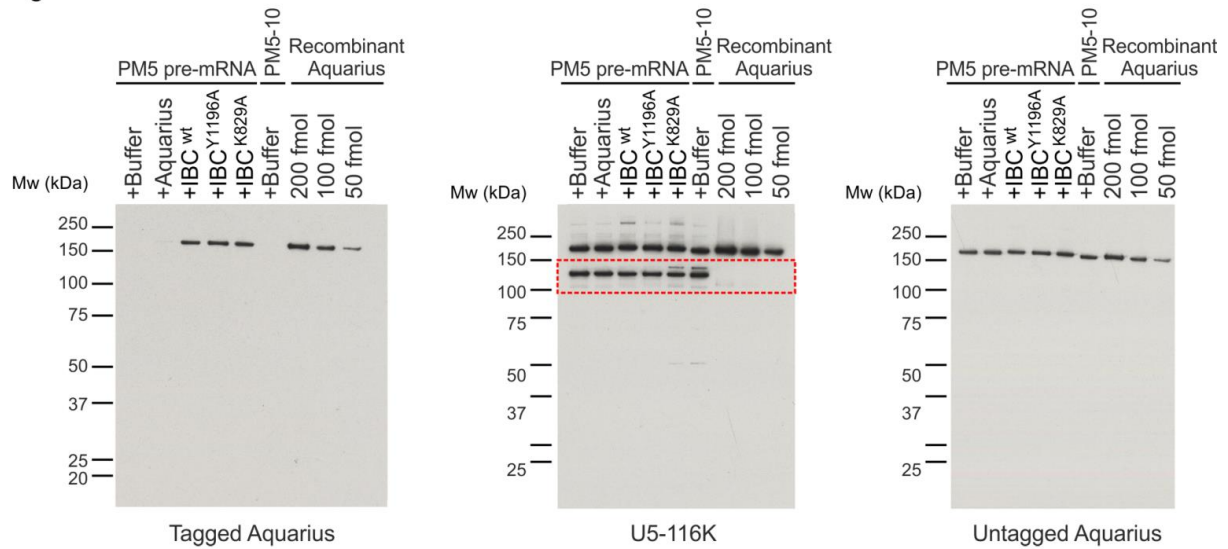 PM5 pre-mRNA
PM5-10
Recombinant
Aquarius
+Buffer
+Aquarius
+IBC wt
+IBC Y1196A
+IBC K829A
+Buffer
200 fmol
100 fmol
50 fmol
Mw (kDa)
250
150
100
75
50
37
25
20
Tagged Aquarius
PM5 pre-mRNA
PM5-10
Recombinant
Aquarius
+Buffer
+Aquarius
+IBC wt
+IBC Y1196A
+IBC K829A
+Buffer
200 fmol
100 fmol
50 fmol
Mw (kDa)
250
150
100
75
50
37
25
U5-116K
PM5 pre-mRNA
PM5-10
Recombinant
Aquarius
+Buffer
+Aquarius
+IBC wt
+IBC Y1196A
+IBC K829A
+Buffer
200 fmol
100 fmol
50 fmol
Mw (kDa)
250
150
100
75
50
37
25
Untagged Aquarius